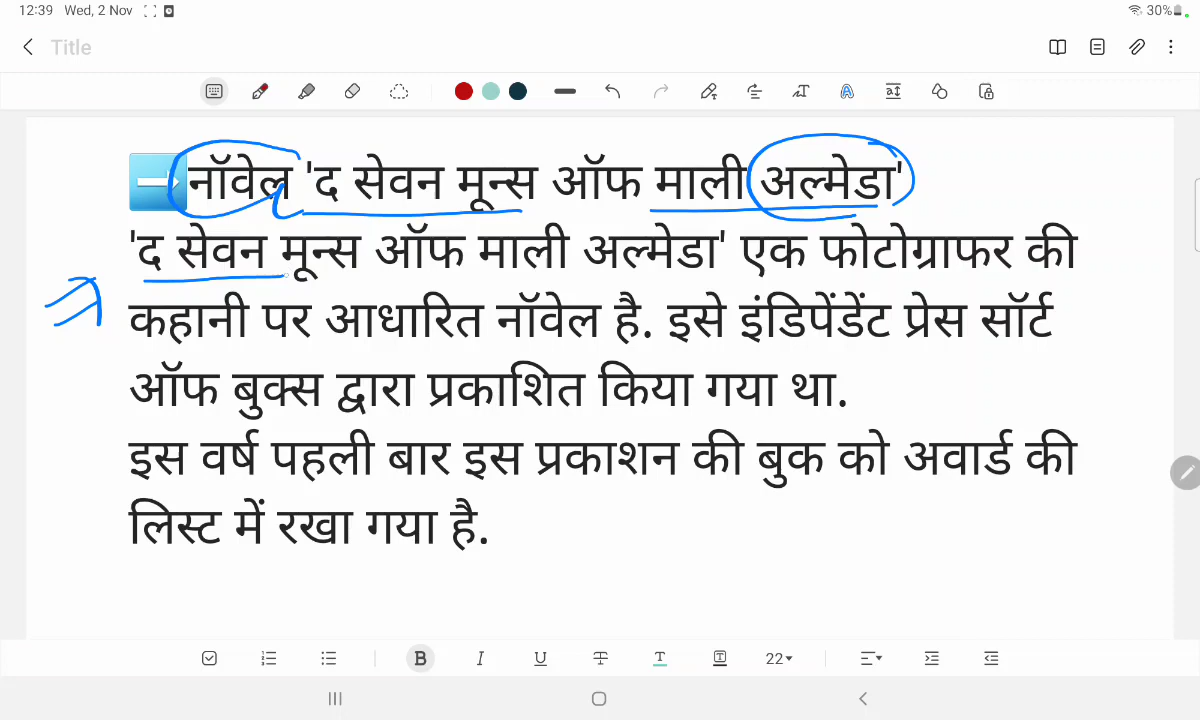 12:39 Wed, 2 Nov 30%
Title
नॉवेल 'द सेवन मून्स ऑफ माली अल्मेडा'
'द सेवन मून्स ऑफ माली अल्मेडा' एक फोटोग्राफर की
कहानी पर आधारित नॉवेल है. इसे इंडिपेंडेंट प्रेस सॉर्ट
ऑफ बुक्स द्वारा प्रकाशित किया गया था.
इस वर्ष पहली बार इस प्रकाशन की बुक को अवार्ड की
लिस्ट में रखा गया है.
B I U T T 22